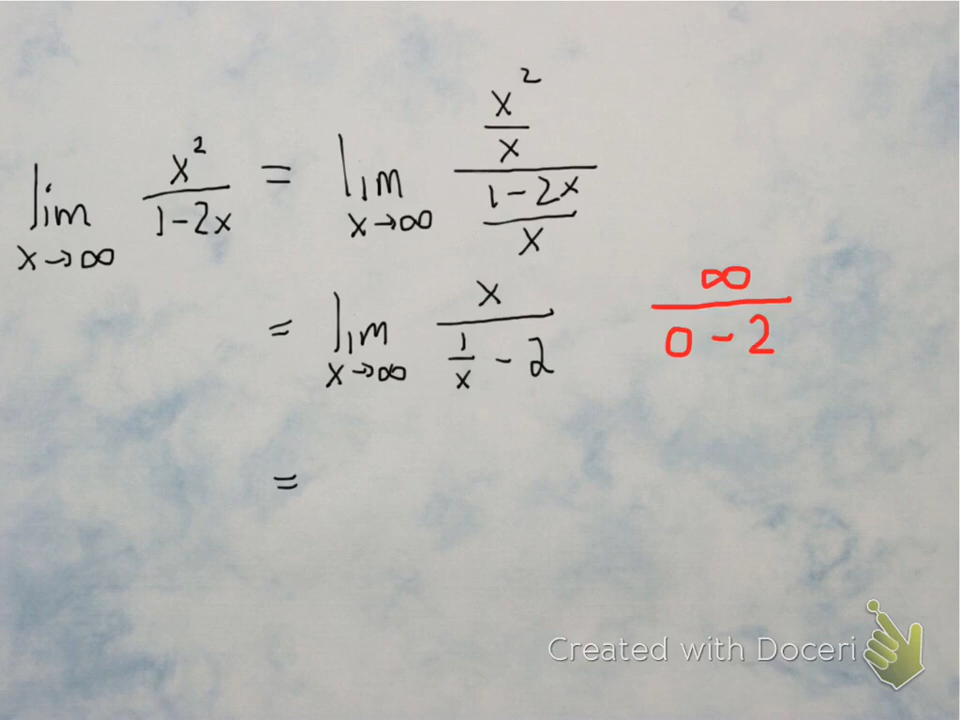 lim x→∞ x²/(1-2x) = lim x→∞ (x²/x)/((1-2x)/x)
= lim x→∞ x/(1/x - 2) ∞/(0-2)
=
Created with Doceri